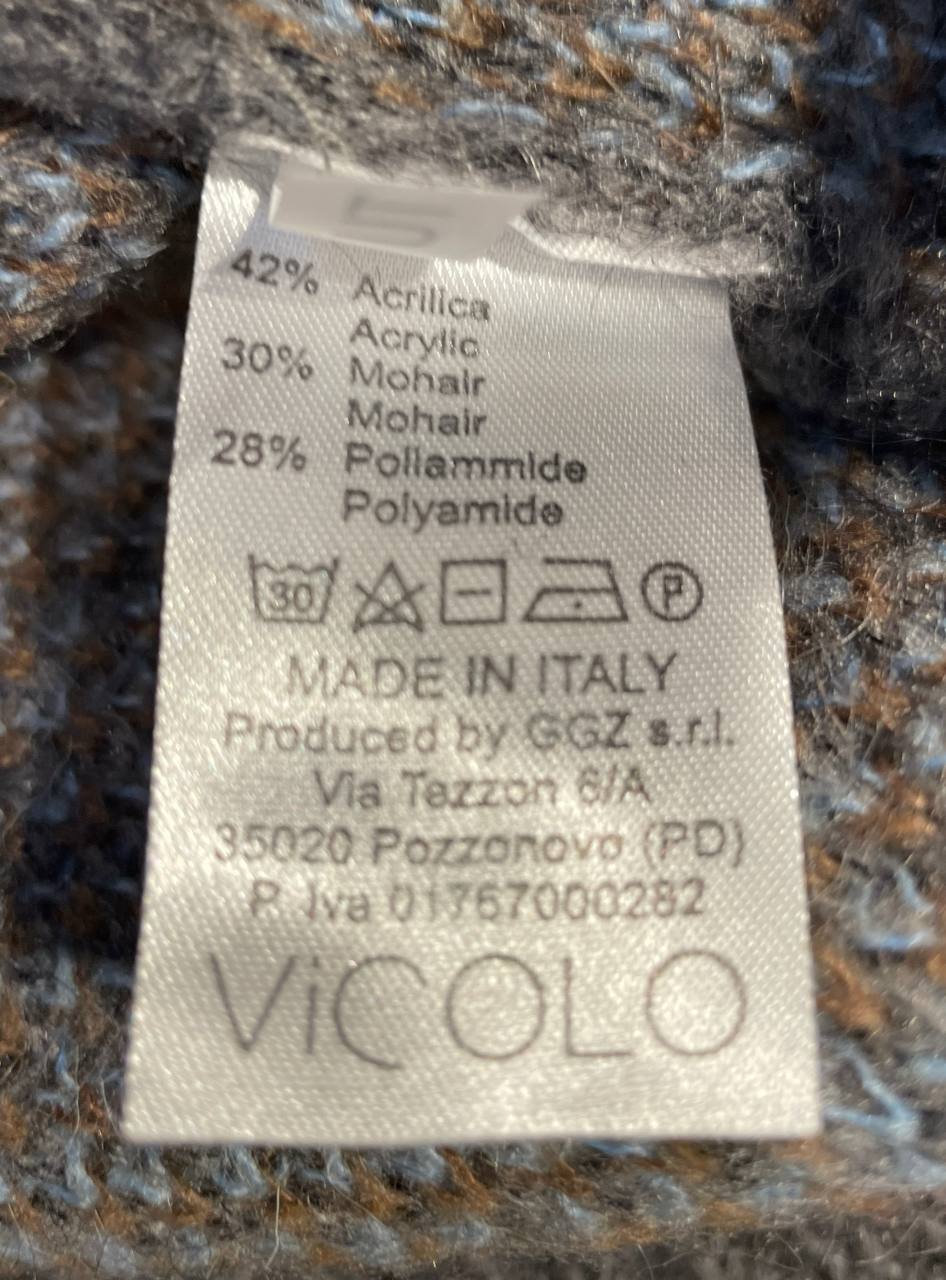 42% Acrilica
Acrylic
30% Mohair
Mohair
28% Poliammide
Polyamide
30 P
MADE IN ITALY
Produced by GGZ s.r.l.
Via Tazzon 6/A
35020 Pozzonovo (PD)
P. Iva 01767000282
ViCOLO